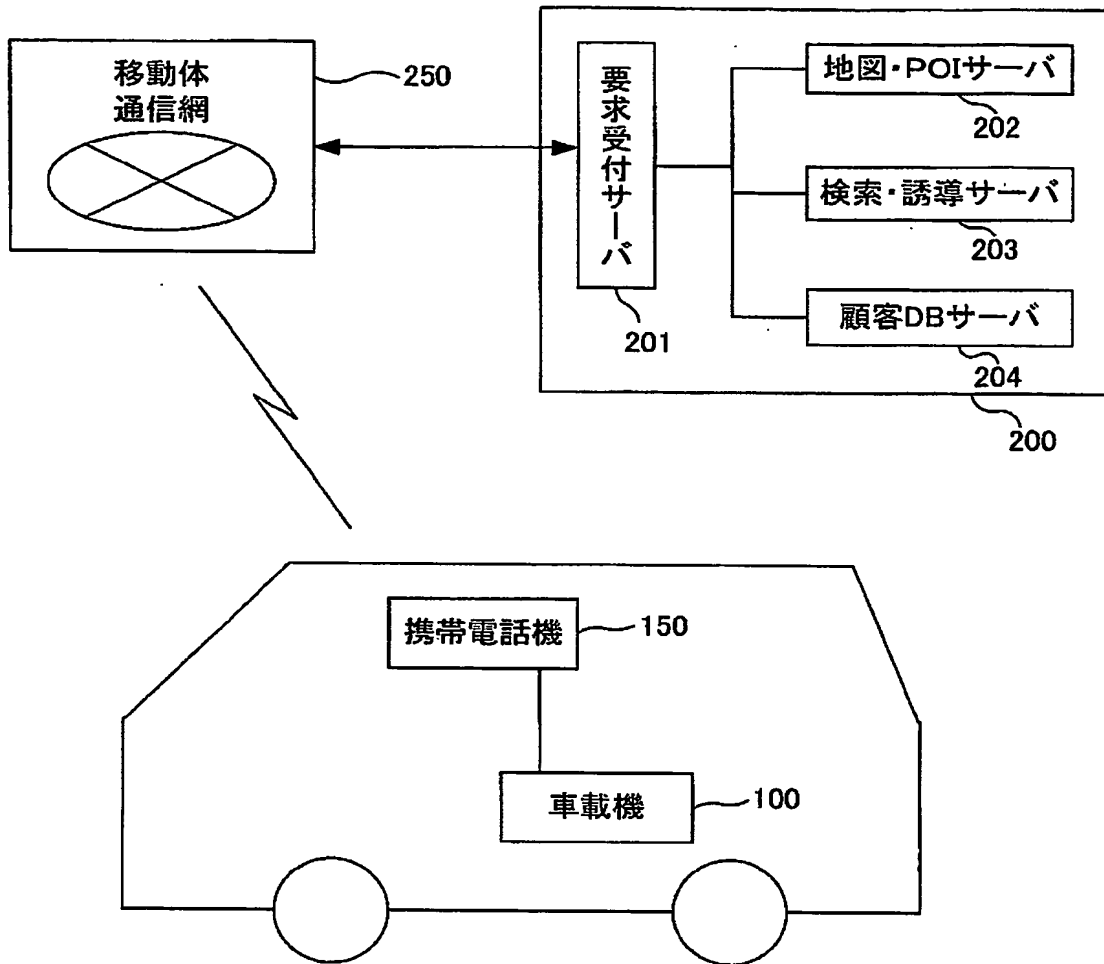 移動体
通信網
250
要求受付サーバ
201
地図・POIサーバ
202
検索・誘導サーバ
203
顧客DBサーバ
204
200
携帯電話機
150
車載機
100